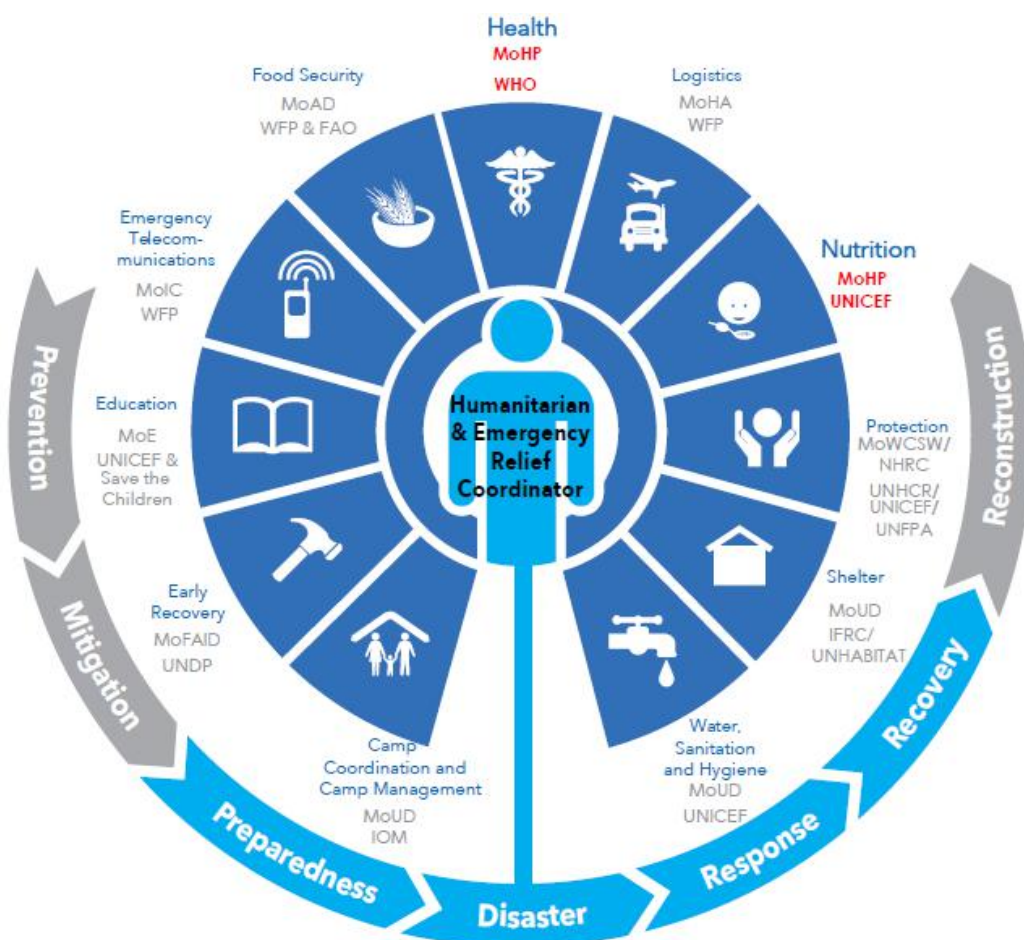 Health
MoHP
WHO
Food Security
MoAD
WFP & FAO
Logistics
MoHA
WFP
Emergency
Telecom-
munications
MoIC
WFP
Nutrition
MoHP
UNICEF
Education
MoE
UNICEF &
Save the
Children
Humanitarian
& Emergency
Relief
Coordinator
Protection
MoWCSW/
NHRC
UNHCR/
UNICEF/
UNFPA
Early
Recovery
MoFAID
UNDP
Shelter
MoUD
IFRC/
UNHABITAT
Camp
Coordination and
Camp Management
MoUD
IOM
Water,
Sanitation
and Hygiene
MoUD
UNICEF
Prevention
Mitigation
Preparedness
Disaster
Response
Recovery
Reconstruction